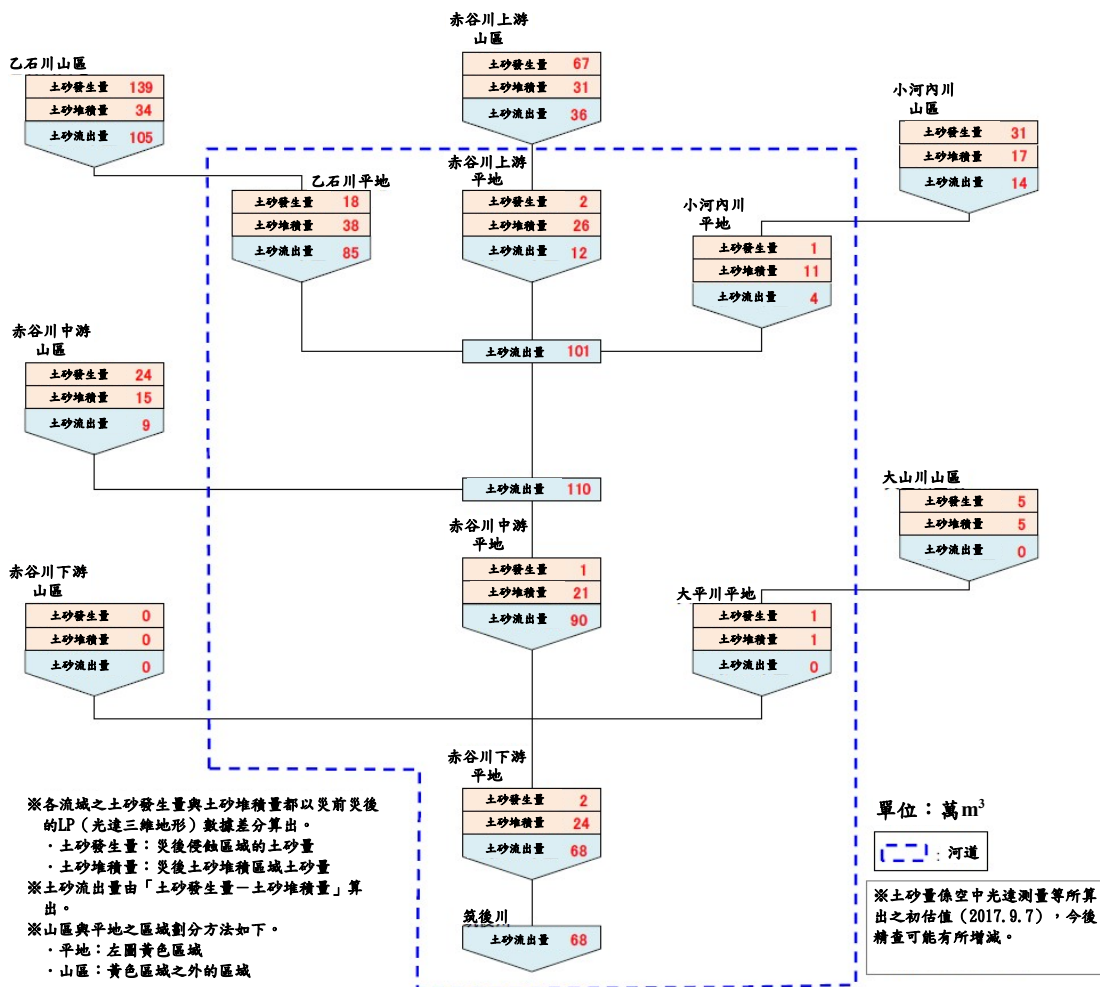 赤谷川上游
山區
土砂發生量 67
土砂堆積量 31
土砂流出量 36
乙石川山區
土砂發生量 139
土砂堆積量 34
土砂流出量 105
小河內川
山區
土砂發生量 31
土砂堆積量 17
土砂流出量 14
乙石川平地
土砂發生量 18
土砂堆積量 38
土砂流出量 85
赤谷川上游
平地
土砂發生量 2
土砂堆積量 26
土砂流出量 12
小河內川
平地
土砂發生量 1
土砂堆積量 11
土砂流出量 4
土砂流出量 101
赤谷川中游
山區
土砂發生量 24
土砂堆積量 15
土砂流出量 9
土砂流出量 110
赤谷川中游
平地
土砂發生量 1
土砂堆積量 21
土砂流出量 90
大山川山區
土砂發生量 5
土砂堆積量 5
土砂流出量 0
赤谷川下游
山區
土砂發生量 0
土砂堆積量 0
土砂流出量 0
大平川平地
土砂發生量 1
土砂堆積量 1
土砂流出量 0
赤谷川下游
平地
土砂發生量 2
土砂堆積量 24
土砂流出量 68
筑後川
土砂流出量 68
※各流域之土砂發生量與土砂堆積量都以災前災後
的LP（光達三維地形）數據差分算出。
・土砂發生量：災後侵蝕區域的土砂量
・土砂堆積量：災後土砂堆積區域土砂量
※土砂流出量由「土砂發生量－土砂堆積量」算
出。
※山區與平地之區域劃分方法如下。
・平地：左圖黃色區域
・山區：黃色區域之外的區域
單位：萬m³
：河道
※土砂量係空中光達測量等所算
出之初估值（2017.9.7），今後
精查可能有所增減。